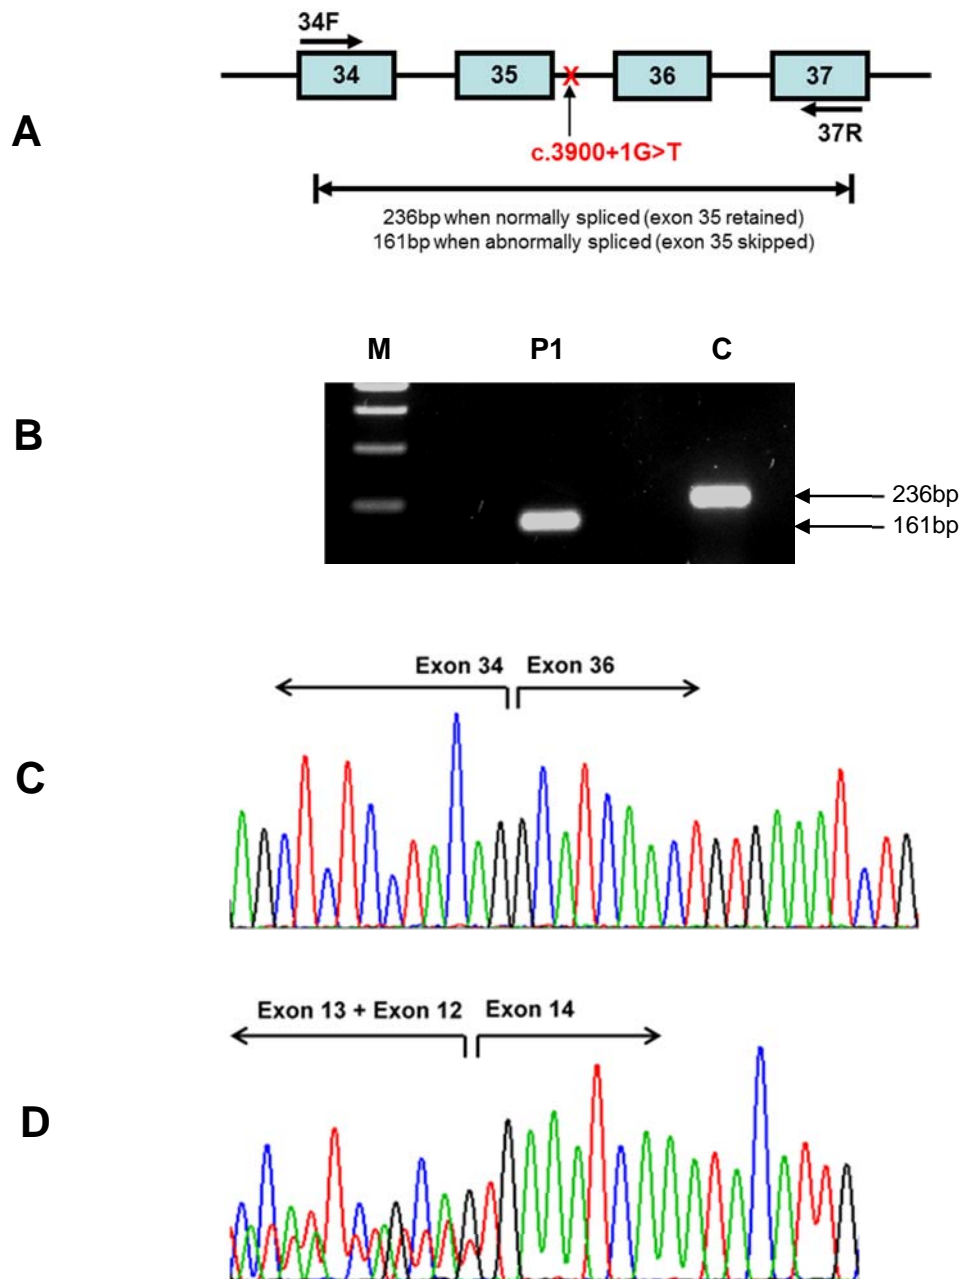 34F
34 35 X 36 37
37R
A
c.3900+1G>T
236bp when normally spliced (exon 35 retained)
161bp when abnormally spliced (exon 35 skipped)
M P1 C
B
236bp
161bp
Exon 34 Exon 36
C
Exon 13 + Exon 12 Exon 14
D